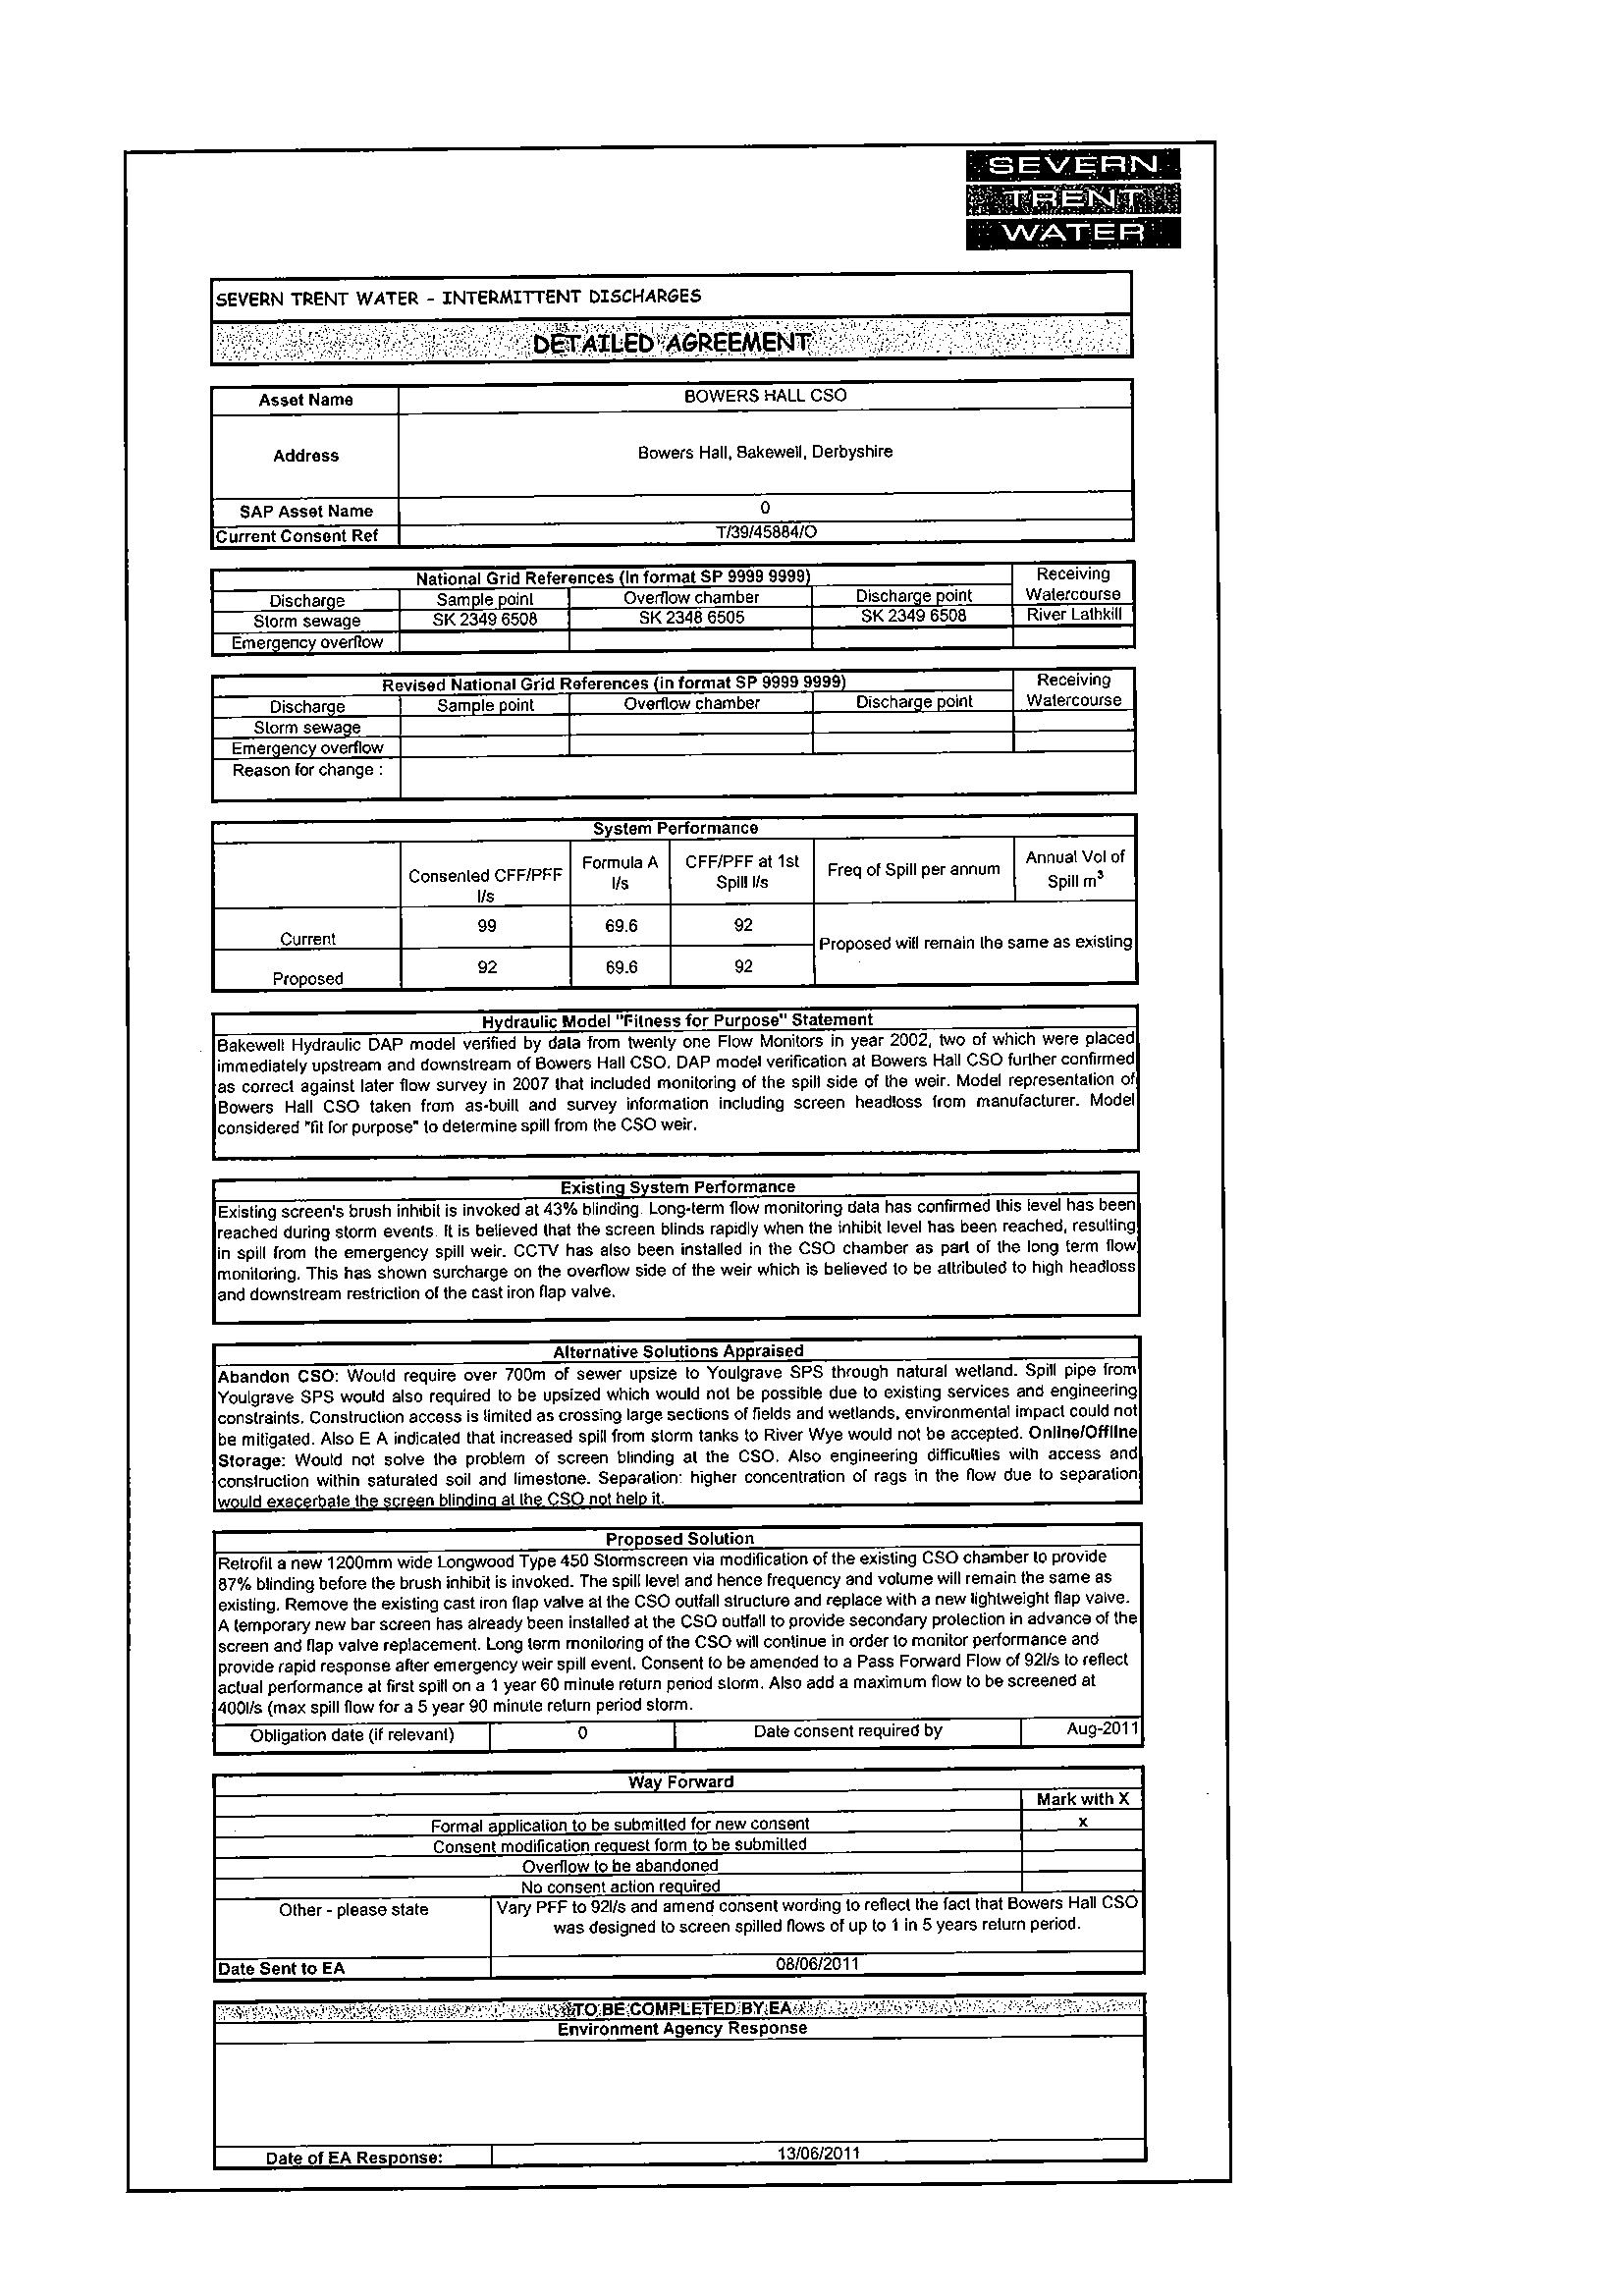 SEVERN
TRENT
WATER
SEVERN TRENT WATER - INTERMITTENT DISCHARGES
DETAILED AGREEMENT
Asset Name BOWERS HALL CSO
Address Bowers Hall, Bakewell, Derbyshire
SAP Asset Name 0
Current Consent Ref T/39/45884/O
National Grid References (In format SP 9999 9999) Receiving
Discharge Sample point Overflow chamber Discharge point Watercourse
Storm sewage SK 2349 6508 SK 2348 6505 SK 2349 6508 River Lathkill
Emergency overflow
Revised National Grid References (in format SP 9999 9999) Receiving
Discharge Sample point Overflow chamber Discharge point Watercourse
Storm sewage
Emergency overflow
Reason for change :
System Performance
Consented CFF/PFF l/s Formula A l/s CFF/PFF at 1st Spill l/s Freq of Spill per annum Annual Vol of Spill m³
Current 99 69.6 92 Proposed will remain the same as existing
Proposed 92 69.6 92
Hydraulic Model "Fitness for Purpose" Statement
Bakewell Hydraulic DAP model verified by data from twenty one Flow Monitors in year 2002, two of which were placed
immediately upstream and downstream of Bowers Hall CSO. DAP model verification at Bowers Hall CSO further confirmed
as correct against later flow survey in 2007 that included monitoring of the spill side of the weir. Model representation of
Bowers Hall CSO taken from as-built and survey information including screen headloss from manufacturer. Model
considered "fit for purpose" to determine spill from the CSO weir.
Existing System Performance
Existing screen's brush inhibit is invoked at 43% blinding. Long-term flow monitoring data has confirmed this level has been
reached during storm events. It is believed that the screen blinds rapidly when the inhibit level has been reached, resulting
in spill from the emergency spill weir. CCTV has also been installed in the CSO chamber as part of the long term flow
monitoring. This has shown surcharge on the overflow side of the weir which is believed to be attributed to high headloss
and downstream restriction of the cast iron flap valve.
Alternative Solutions Appraised
Abandon CSO: Would require over 700m of sewer upsize to Youlgrave SPS through natural wetland. Spill pipe from
Youlgrave SPS would also required to be upsized which would not be possible due to existing services and engineering
constraints. Construction access is limited as crossing large sections of fields and wetlands, environmental impact could not
be mitigated. Also E A indicated that increased spill from storm tanks to River Wye would not be accepted. Online/Offline
Storage: Would not solve the problem of screen blinding at the CSO. Also engineering difficulties with access and
construction within saturated soil and limestone. Separation: higher concentration of rags in the flow due to separation
would exacerbate the screen blinding at the CSO not help it.
Proposed Solution
Retrofit a new 1200mm wide Longwood Type 450 Stormscreen via modification of the existing CSO chamber to provide
87% blinding before the brush inhibit is invoked. The spill level and hence frequency and volume will remain the same as
existing. Remove the existing cast iron flap valve at the CSO outfall structure and replace with a new lightweight flap valve.
A temporary new bar screen has already been installed at the CSO outfall to provide secondary protection in advance of the
screen and flap valve replacement. Long term monitoring of the CSO will continue in order to monitor performance and
provide rapid response after emergency weir spill event. Consent to be amended to a Pass Forward Flow of 92l/s to reflect
actual performance at first spill on a 1 year 60 minute return period storm. Also add a maximum flow to be screened at
400l/s (max spill flow for a 5 year 90 minute return period storm.
Obligation date (if relevant) 0 Date consent required by Aug-2011
Way Forward
Mark with X
Formal application to be submitted for new consent x
Consent modification request form to be submitted
Overflow to be abandoned
No consent action required
Other - please state Vary PFF to 92l/s and amend consent wording to reflect the fact that Bowers Hall CSO
was designed to screen spilled flows of up to 1 in 5 years return period.
Date Sent to EA 08/06/2011
TO BE COMPLETED BY EA
Environment Agency Response
Date of EA Response: 13/06/2011